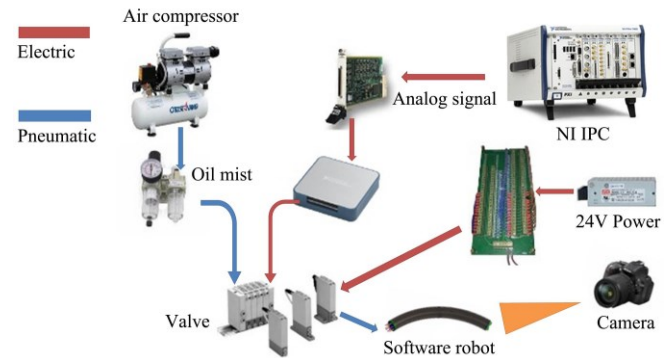 Air compressor
Electric
Analog signal
NI IPC
Pneumatic
Oil mist
24V Power
Valve
Camera
Software robot